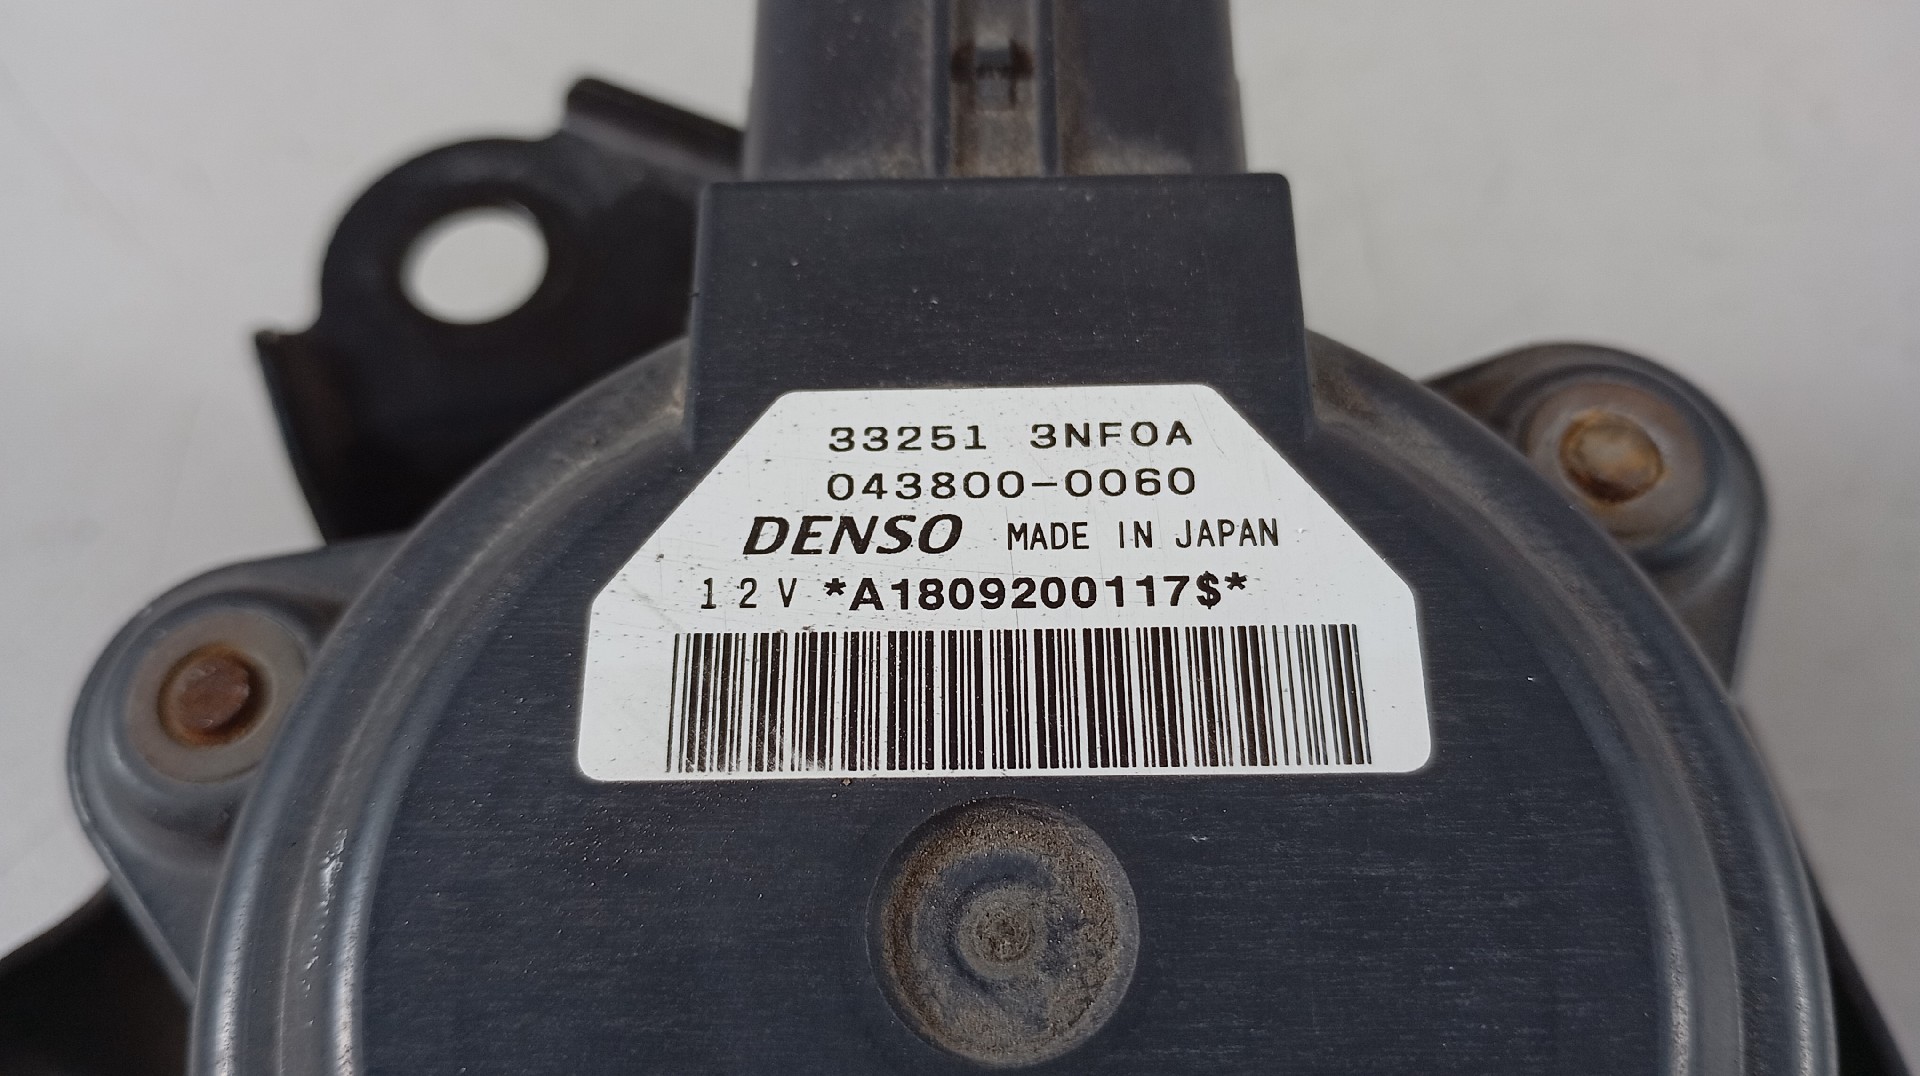 33251 3NF0A
043800-0060
DENSO MADE IN JAPAN
12V *A1809200117$*